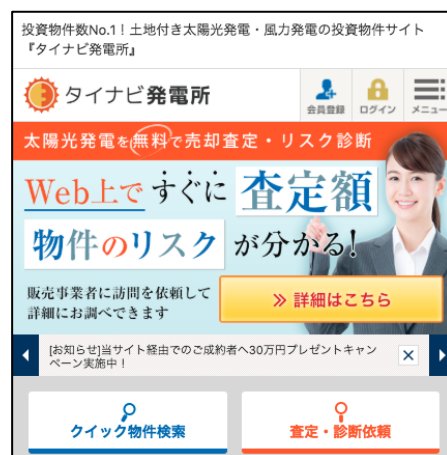 投資物件数No.1！土地付き太陽光発電・風力発電の投資物件サイト
『タイナビ発電所』
タイナビ発電所
会員登録
ログイン
メニュー
太陽光発電を無料で売却査定・リスク診断
Web上ですぐに査定額
物件のリスクが分かる!
販売事業者に訪問を依頼して
詳細にお調べできます
詳細はこちら
[お知らせ]当サイト経由でのご成約者へ30万円プレゼントキャン
ペーン実施中！
クイック物件検索
査定・診断依頼